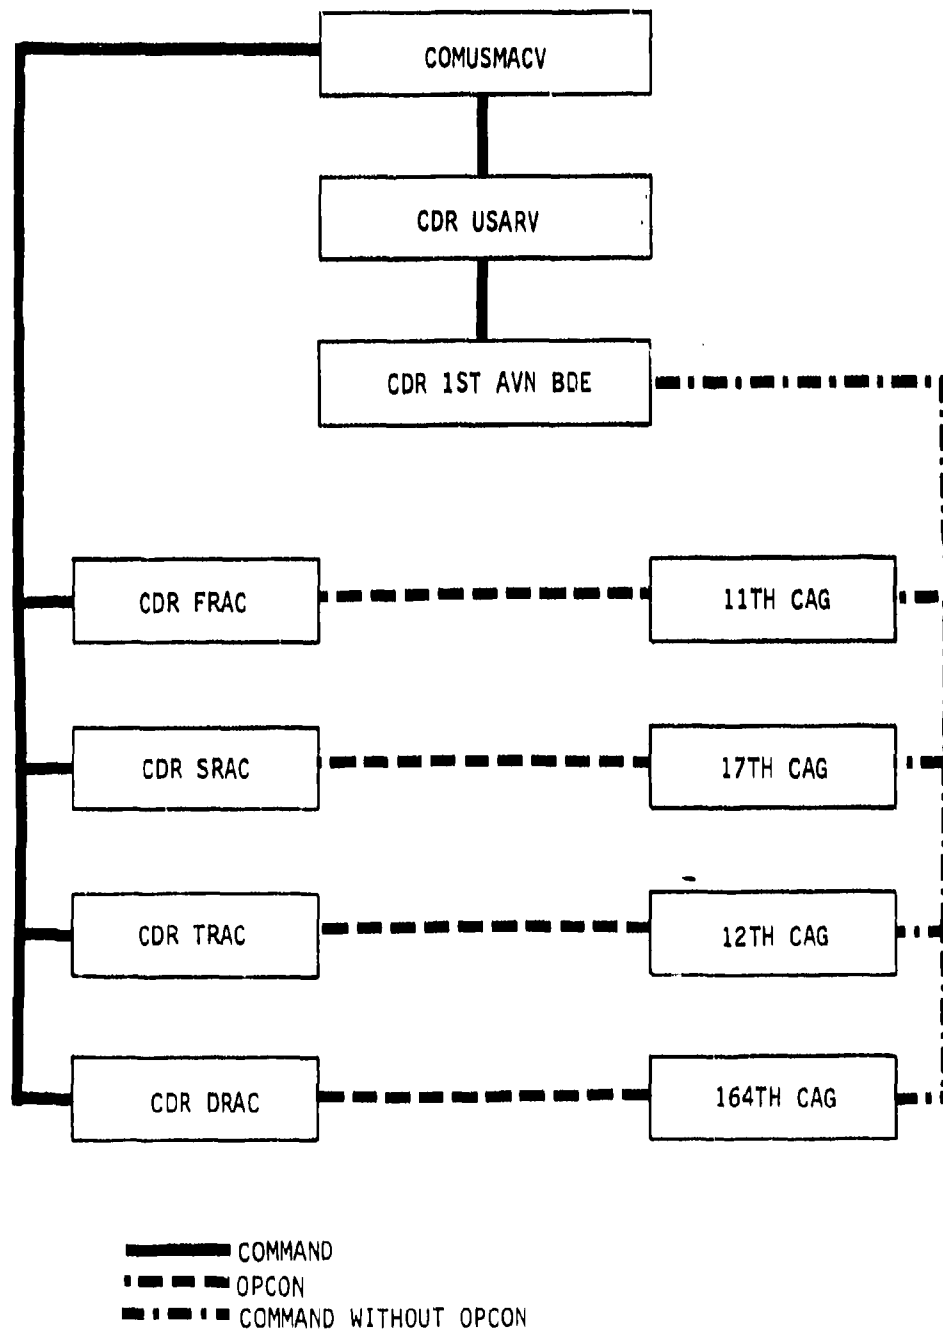 COMUSMACV
CDR USARV
CDR 1ST AVN BDE
CDR FRAC
11TH CAG
CDR SRAC
17TH CAG
CDR TRAC
12TH CAG
CDR DRAC
164TH CAG
COMMAND
OPCON
COMMAND WITHOUT OPCON